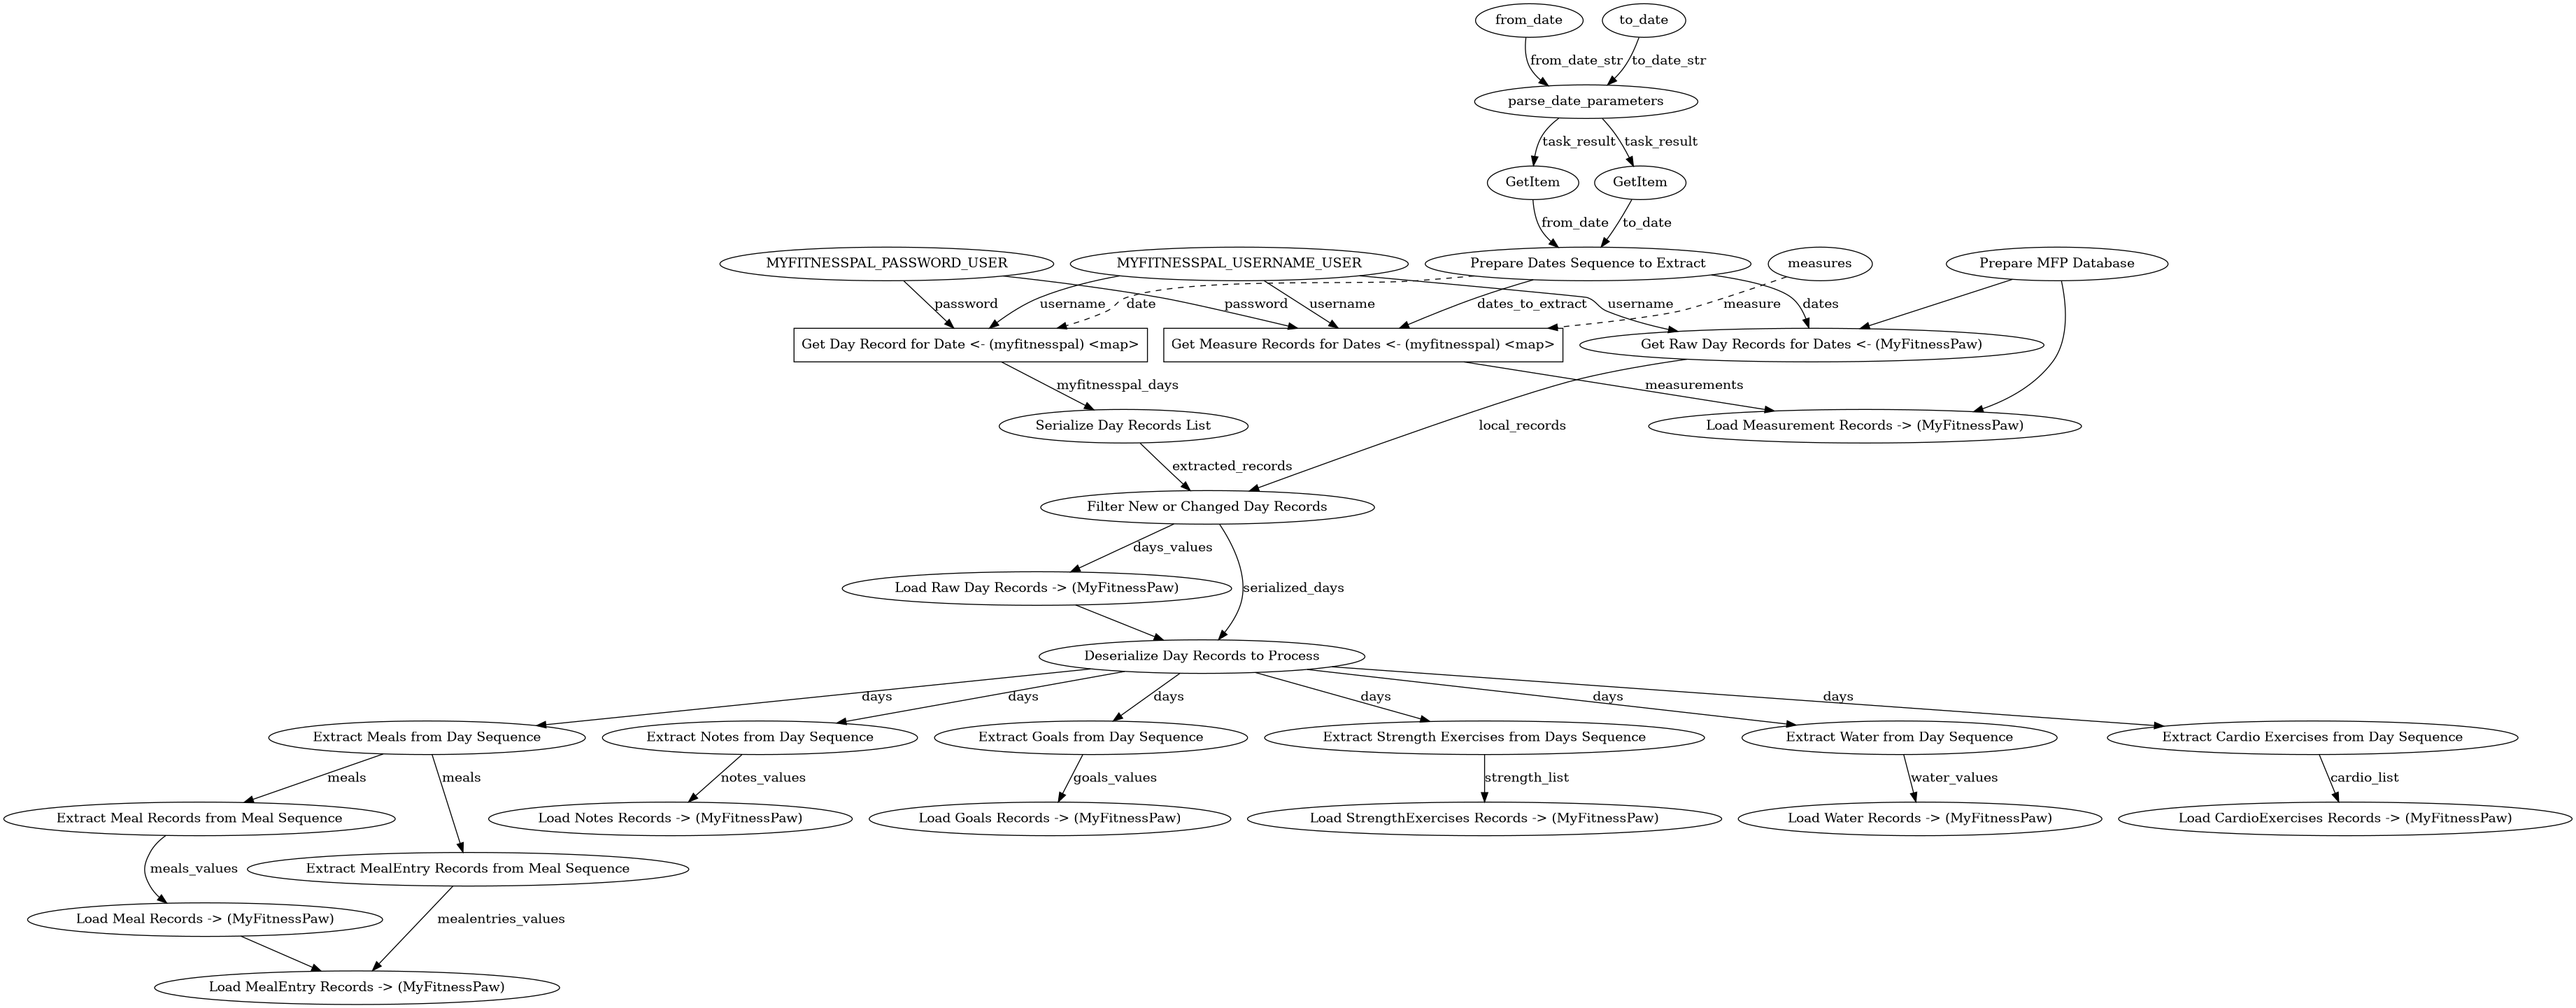 from_date
to_date
from_date_str
to_date_str
parse_date_parameters
task_result
task_result
GetItem
GetItem
from_date
to_date
MYFITNESSPAL_PASSWORD_USER
MYFITNESSPAL_USERNAME_USER
Prepare Dates Sequence to Extract
measures
Prepare MFP Database
password
username
date
password
username
dates_to_extract
username
measure
dates
Get Day Record for Date <- (myfitnesspal) <map>
Get Measure Records for Dates <- (myfitnesspal) <map>
Get Raw Day Records for Dates <- (MyFitnessPaw)
myfitnesspal_days
measurements
Serialize Day Records List
local_records
Load Measurement Records -> (MyFitnessPaw)
extracted_records
Filter New or Changed Day Records
days_values
Load Raw Day Records -> (MyFitnessPaw)
serialized_days
Deserialize Day Records to Process
days
days
days
days
days
days
Extract Meals from Day Sequence
Extract Notes from Day Sequence
Extract Goals from Day Sequence
Extract Strength Exercises from Days Sequence
Extract Water from Day Sequence
Extract Cardio Exercises from Day Sequence
meals
meals
notes_values
goals_values
strength_list
water_values
cardio_list
Extract Meal Records from Meal Sequence
Load Notes Records -> (MyFitnessPaw)
Load Goals Records -> (MyFitnessPaw)
Load StrengthExercises Records -> (MyFitnessPaw)
Load Water Records -> (MyFitnessPaw)
Load CardioExercises Records -> (MyFitnessPaw)
meals_values
Extract MealEntry Records from Meal Sequence
Load Meal Records -> (MyFitnessPaw)
mealentries_values
Load MealEntry Records -> (MyFitnessPaw)